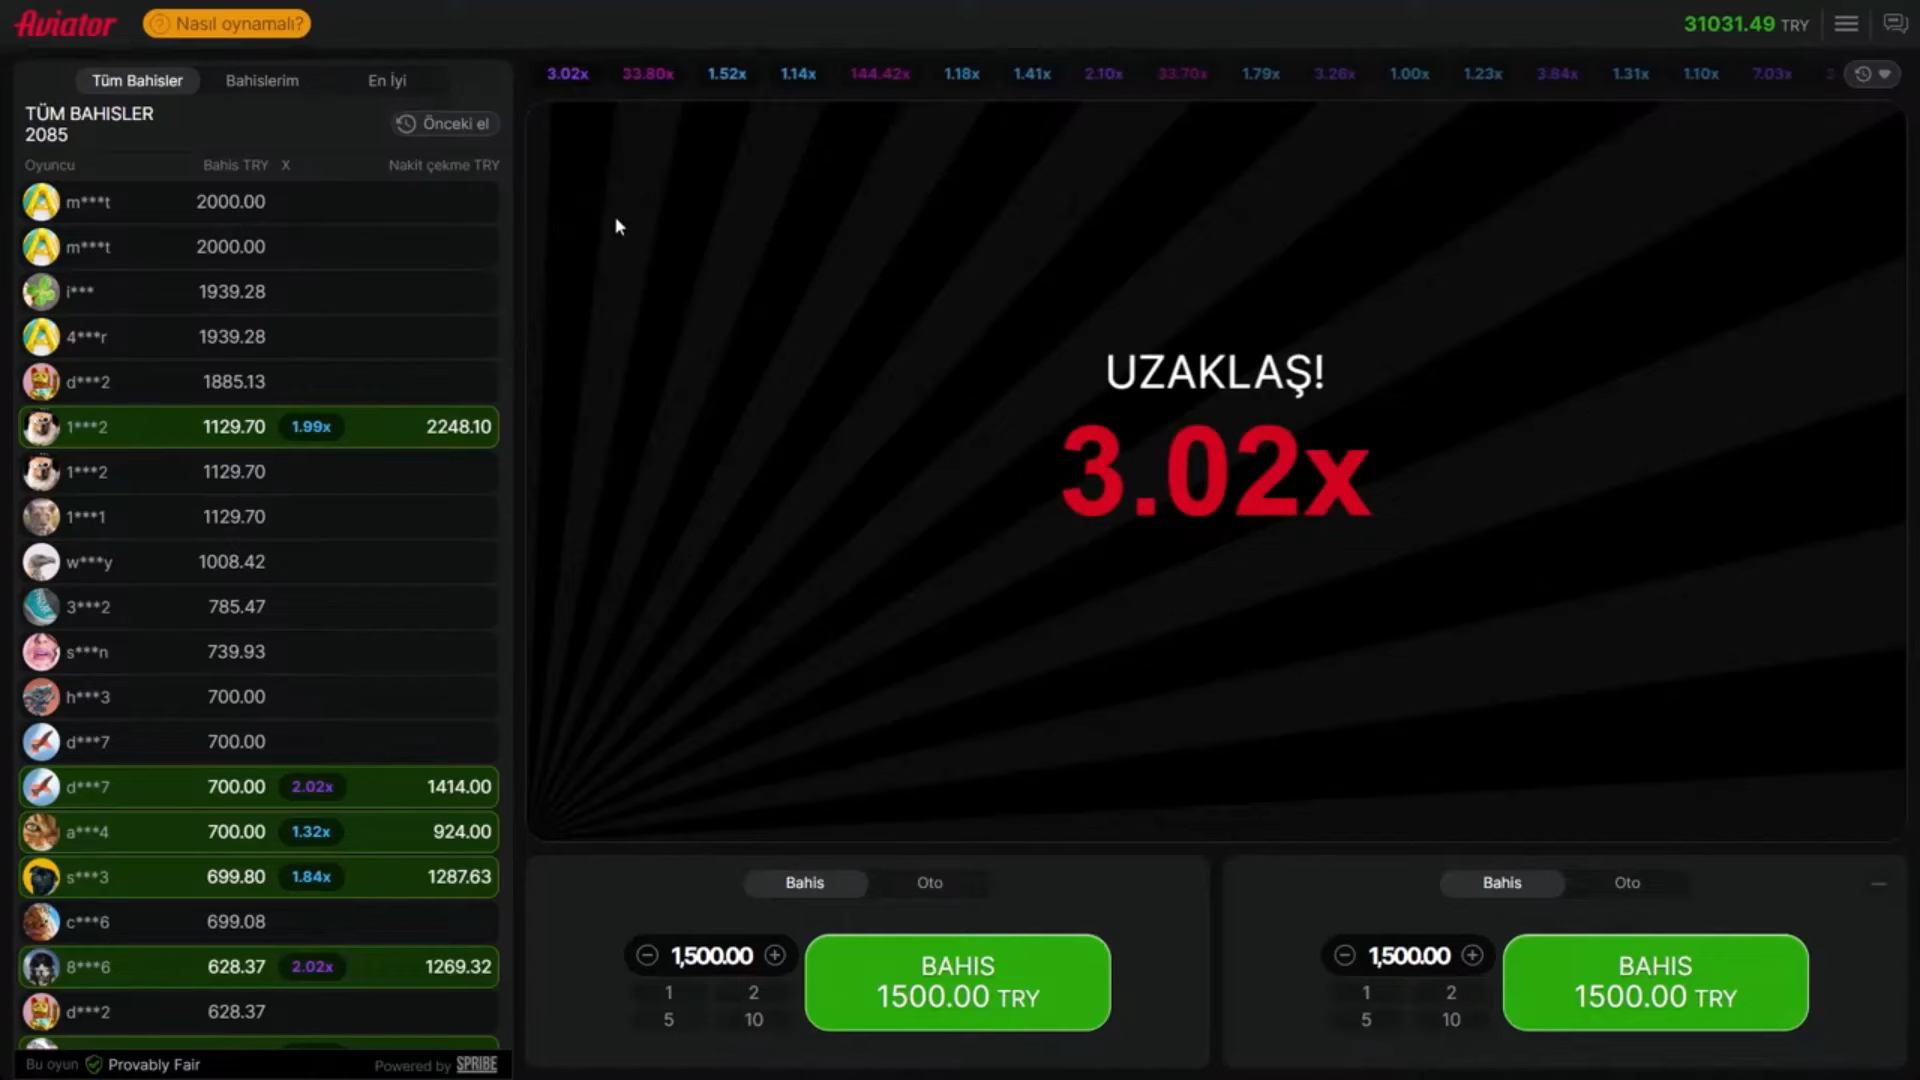 Aviator
Nasıl oynamalı?
31031.49 TRY
Tüm Bahisler Bahislerim En İyi
3.02x 33.80x 1.52x 1.14x 144.42x 1.18x 1.41x 2.10x 33.70x 1.79x 3.26x 1.00x 1.23x 3.84x 1.31x 1.10x 7.03x
TÜM BAHISLER
2085
Önceki el
Oyuncu Bahis TRY X Nakit çekme TRY
m***t 2000.00
m***t 2000.00
i*** 1939.28
4***r 1939.28
d***2 1885.13
1***2 1129.70 1.99x 2248.10
1***2 1129.70
1***1 1129.70
w***y 1008.42
3***2 785.47
s***n 739.93
h***3 700.00
d***7 700.00
d***7 700.00 2.02x 1414.00
a***4 700.00 1.32x 924.00
s***3 699.80 1.84x 1287.63
c***6 699.08
8***6 628.37 2.02x 1269.32
d***2 628.37
Bu oyun Provably Fair Powered by SPRIBE
UZAKLAŞ!
3.02x
Bahis Oto
1,500.00
1 2
5 10
BAHIS
1500.00 TRY
Bahis Oto
1,500.00
1 2
5 10
BAHIS
1500.00 TRY